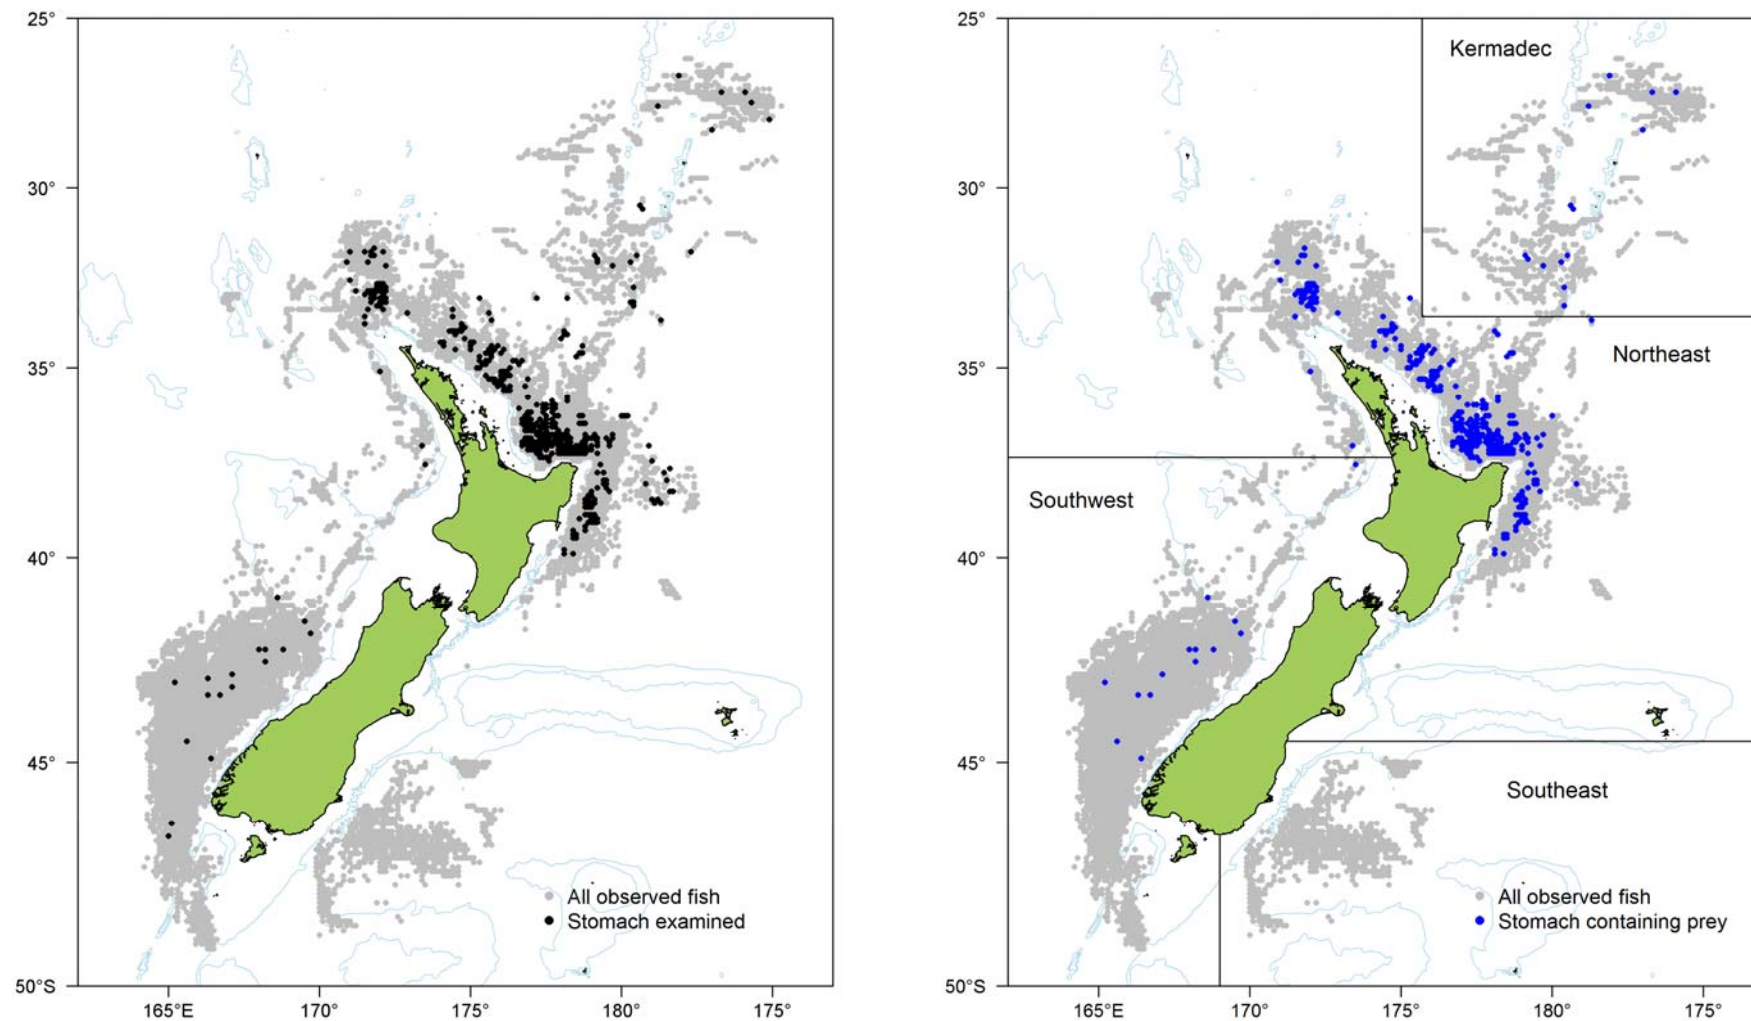 25°
30°
35°
40°
45°
50°S
165°E
170°
175°
180°
175°
All observed fish
Stomach examined
25°
30°
35°
40°
45°
50°S
165°E
170°
175°
180°
175°
Kermadec
Northeast
Southwest
Southeast
All observed fish
Stomach containing prey